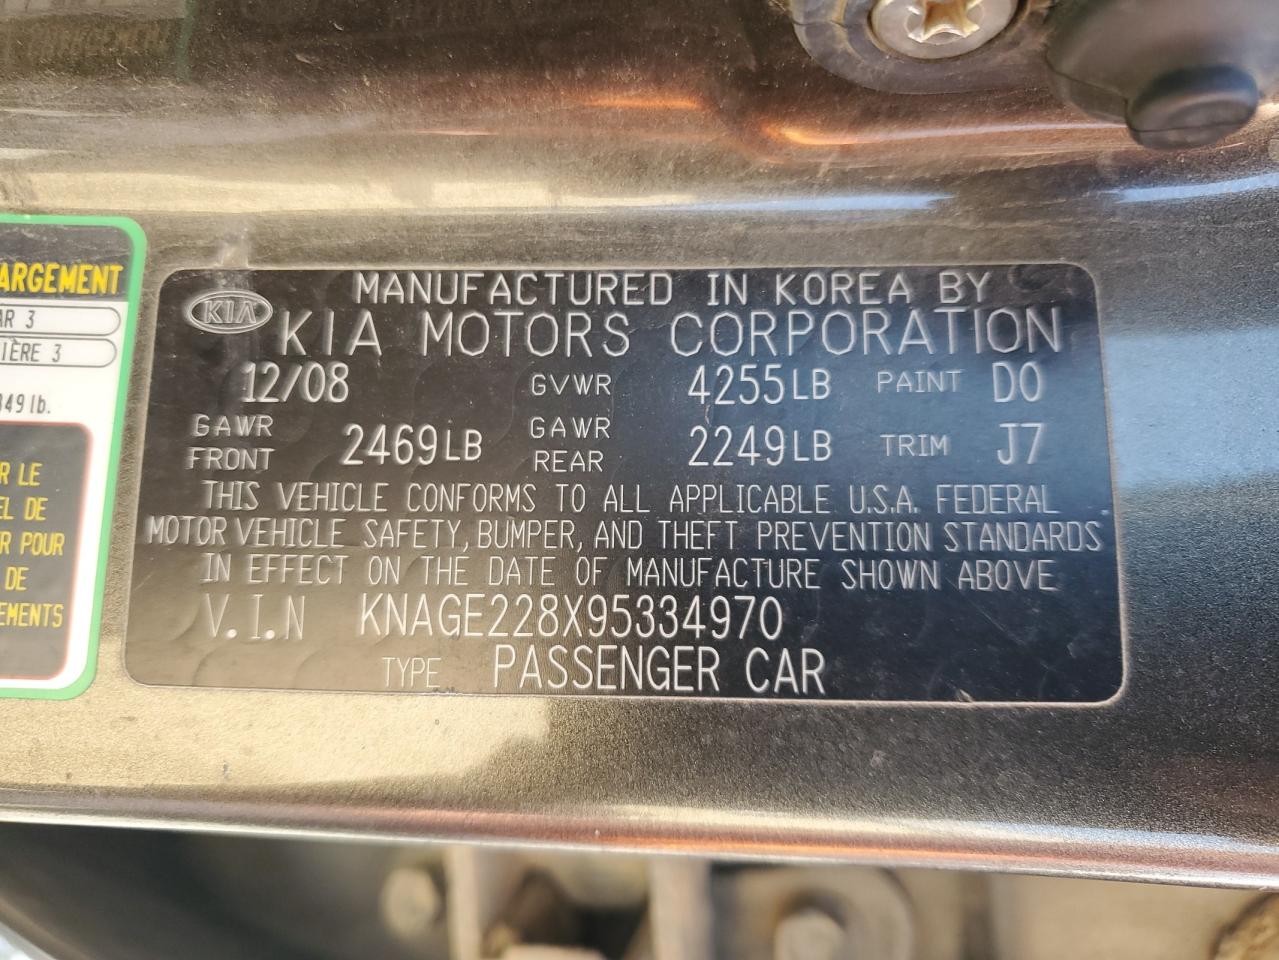 ARGEMENT
AR 3
IÈRE 3
349 lb.
R LE
EL DE
R POUR
DE
EMENTS
KIA
MANUFACTURED IN KOREA BY
KIA MOTORS CORPORATION
12/08 GVWR 4255LB PAINT D0
GAWR FRONT 2469LB GAWR REAR 2249LB TRIM J7
THIS VEHICLE CONFORMS TO ALL APPLICABLE U.S.A. FEDERAL
MOTOR VEHICLE SAFETY, BUMPER, AND THEFT PREVENTION STANDARDS
IN EFFECT ON THE DATE OF MANUFACTURE SHOWN ABOVE
V.I.N KNAGE228X95334970
TYPE PASSENGER CAR